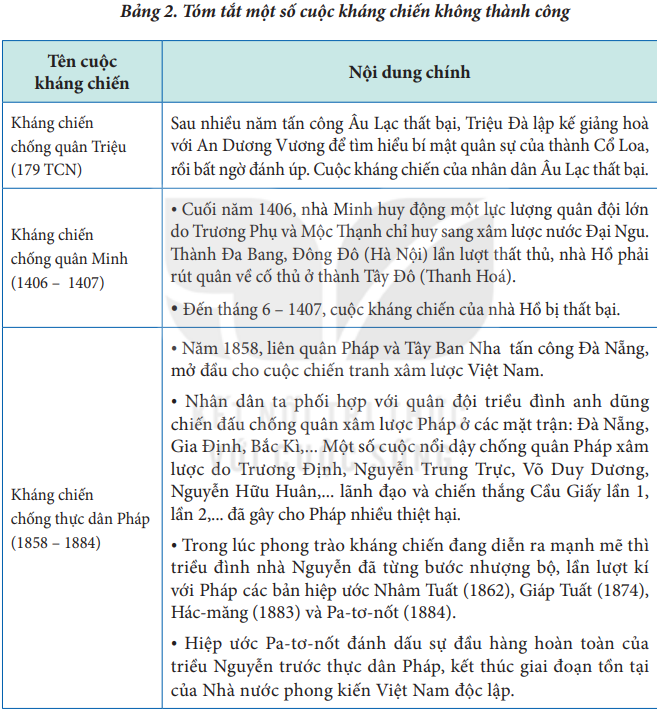 Bảng 2. Tóm tắt một số cuộc kháng chiến không thành công
Tên cuộc
kháng chiến
Nội dung chính
Kháng chiến
chống quân Triệu
(179 TCN)
Sau nhiều năm tấn công Âu Lạc thất bại, Triệu Đà lập kế giảng hoà
với An Dương Vương để tìm hiểu bí mật quân sự của thành Cổ Loa,
rồi bất ngờ đánh úp. Cuộc kháng chiến của nhân dân Âu Lạc thất bại.
Kháng chiến
chống quân Minh
(1406 – 1407)
• Cuối năm 1406, nhà Minh huy động một lực lượng quân đội lớn
do Trương Phụ và Mộc Thạnh chỉ huy sang xâm lược nước Đại Ngu.
Thành Đa Bang, Đông Đô (Hà Nội) lần lượt thất thủ, nhà Hồ phải
rút quân về cố thủ ở thành Tây Đô (Thanh Hoá).
• Đến tháng 6 – 1407, cuộc kháng chiến của nhà Hồ bị thất bại.
Kháng chiến
chống thực dân Pháp
(1858 – 1884)
• Năm 1858, liên quân Pháp và Tây Ban Nha tấn công Đà Nẵng,
mở đầu cho cuộc chiến tranh xâm lược Việt Nam.
• Nhân dân ta phối hợp với quân đội triều đình anh dũng
chiến đấu chống quân xâm lược Pháp ở các mặt trận: Đà Nẵng,
Gia Định, Bắc Kì,... Một số cuộc nổi dậy chống quân Pháp xâm
lược do Trương Định, Nguyễn Trung Trực, Võ Duy Dương,
Nguyễn Hữu Huân,... lãnh đạo và chiến thắng Cầu Giấy lần 1,
lần 2,... đã gây cho Pháp nhiều thiệt hại.
• Trong lúc phong trào kháng chiến đang diễn ra mạnh mẽ thì
triều đình nhà Nguyễn đã từng bước nhượng bộ, lần lượt kí
với Pháp các bản hiệp ước Nhâm Tuất (1862), Giáp Tuất (1874),
Hác-măng (1883) và Pa-tơ-nốt (1884).
• Hiệp ước Pa-tơ-nốt đánh dấu sự đầu hàng hoàn toàn của
triều Nguyễn trước thực dân Pháp, kết thúc giai đoạn tồn tại
của Nhà nước phong kiến Việt Nam độc lập.
KẾT NỐI TRI THỨC
VỚI CUỘC SỐNG